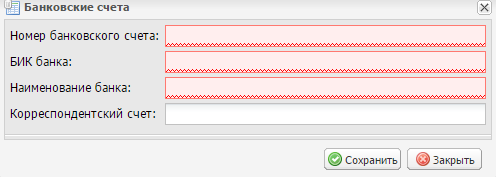 Банковские счета
Номер банковского счета:
БИК банка:
Наименование банка:
Корреспондентский счет:
Сохранить Закрыть